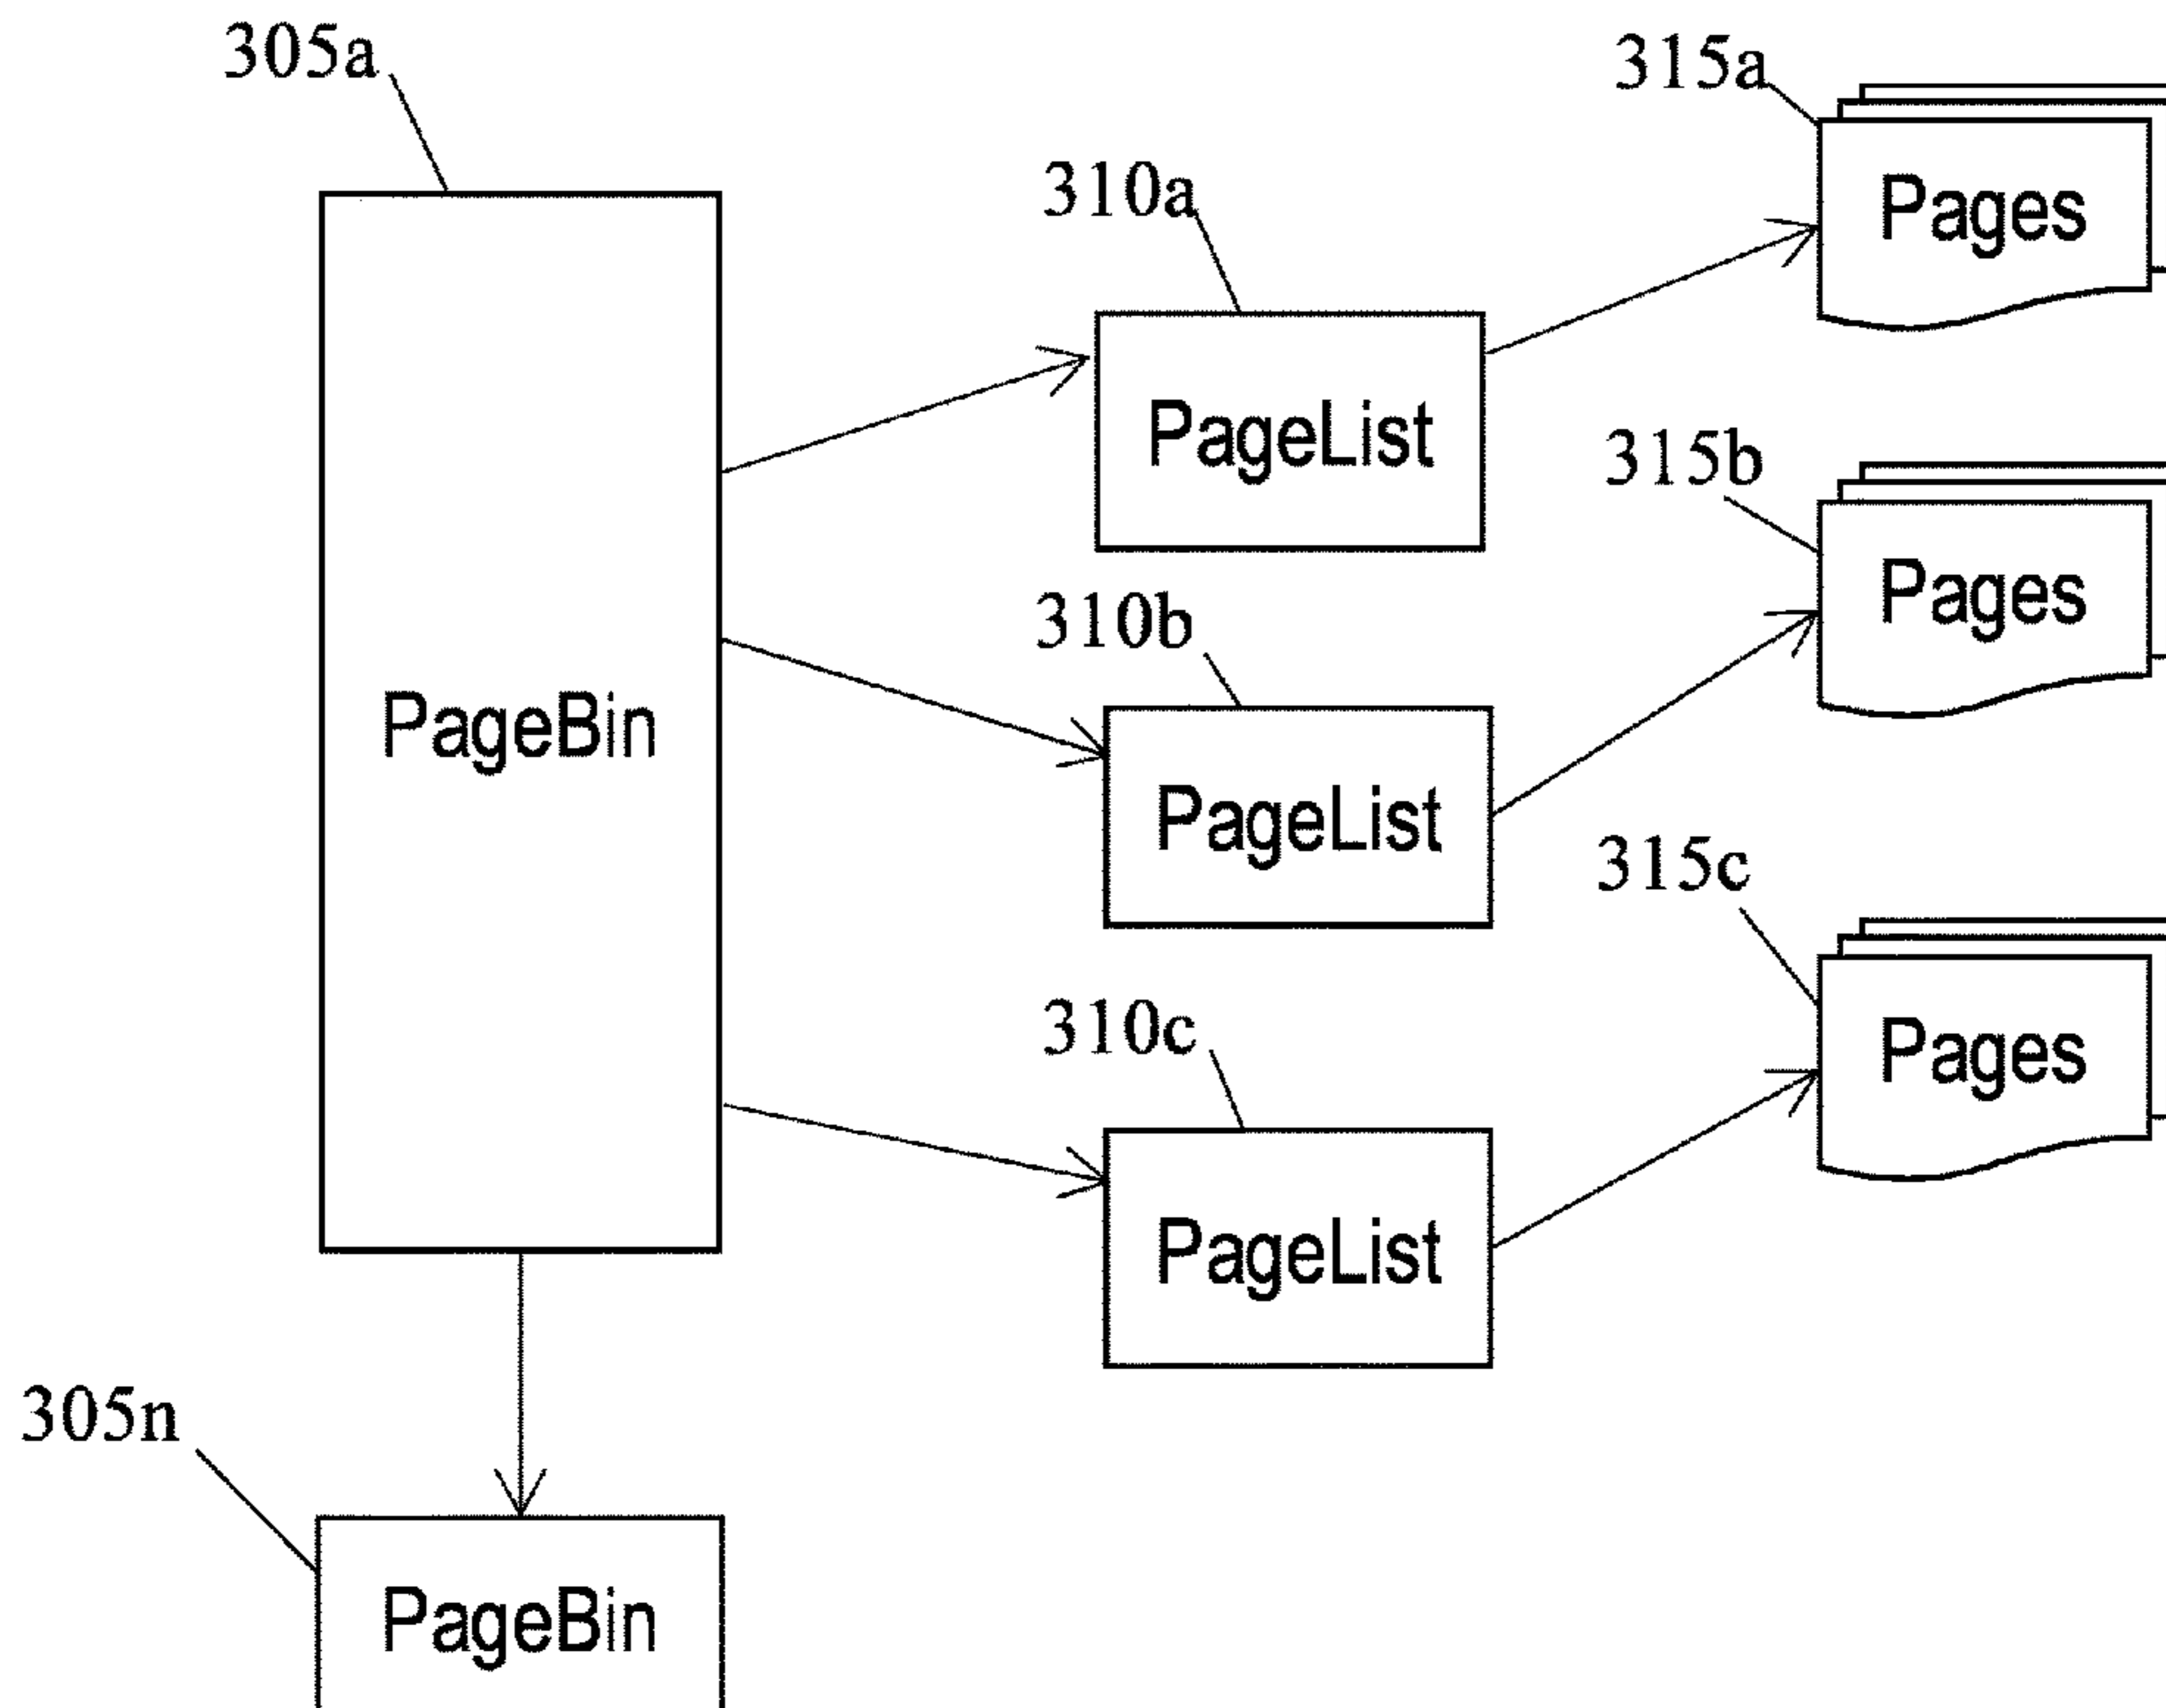 305a
315a
Pages
310a
PageList
315b
Pages
310b
PageBin
PageList
315c
310c
Pages
PageList
305n
PageBin